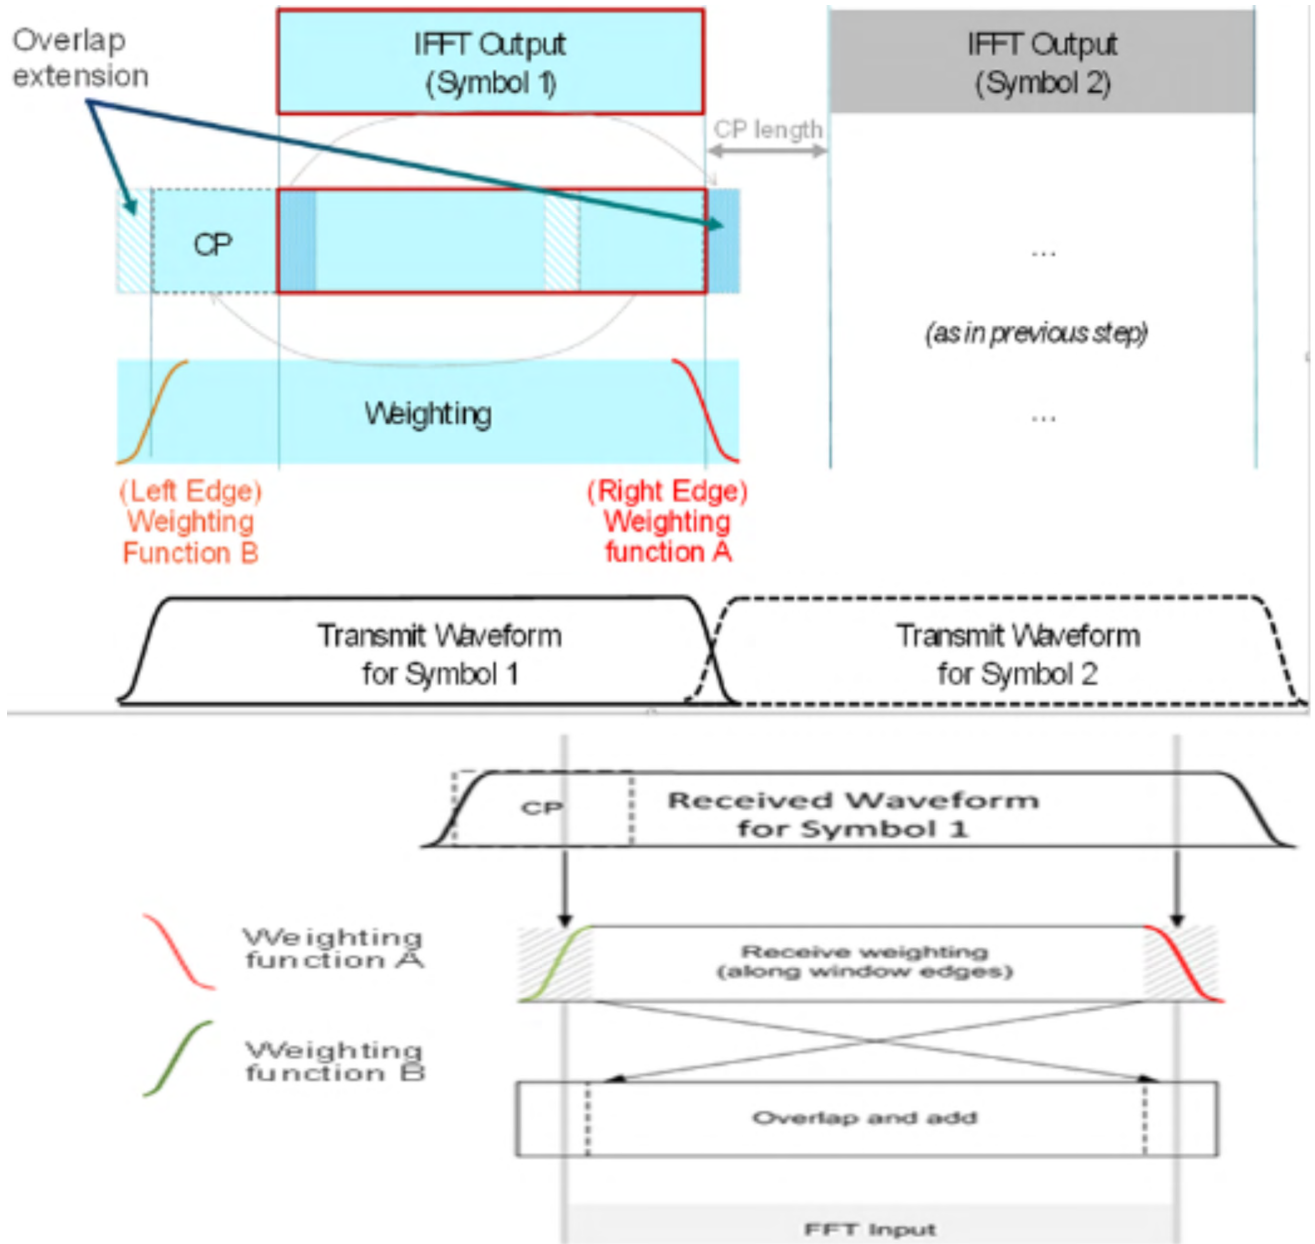 Overlap
extension
IFFT Output
(Symbol 1)
IFFT Output
(Symbol 2)
CP length
CP
...
(as in previous step)
...
Weighting
(Left Edge)
Weighting
Function B
(Right Edge)
Weighting
function A
Transmit Waveform
for Symbol 1
Transmit Waveform
for Symbol 2
CP
Received Waveform
for Symbol 1
Weighting
function A
Receive weighting
(along window edges)
Weighting
function B
Overlap and add
FFT Input